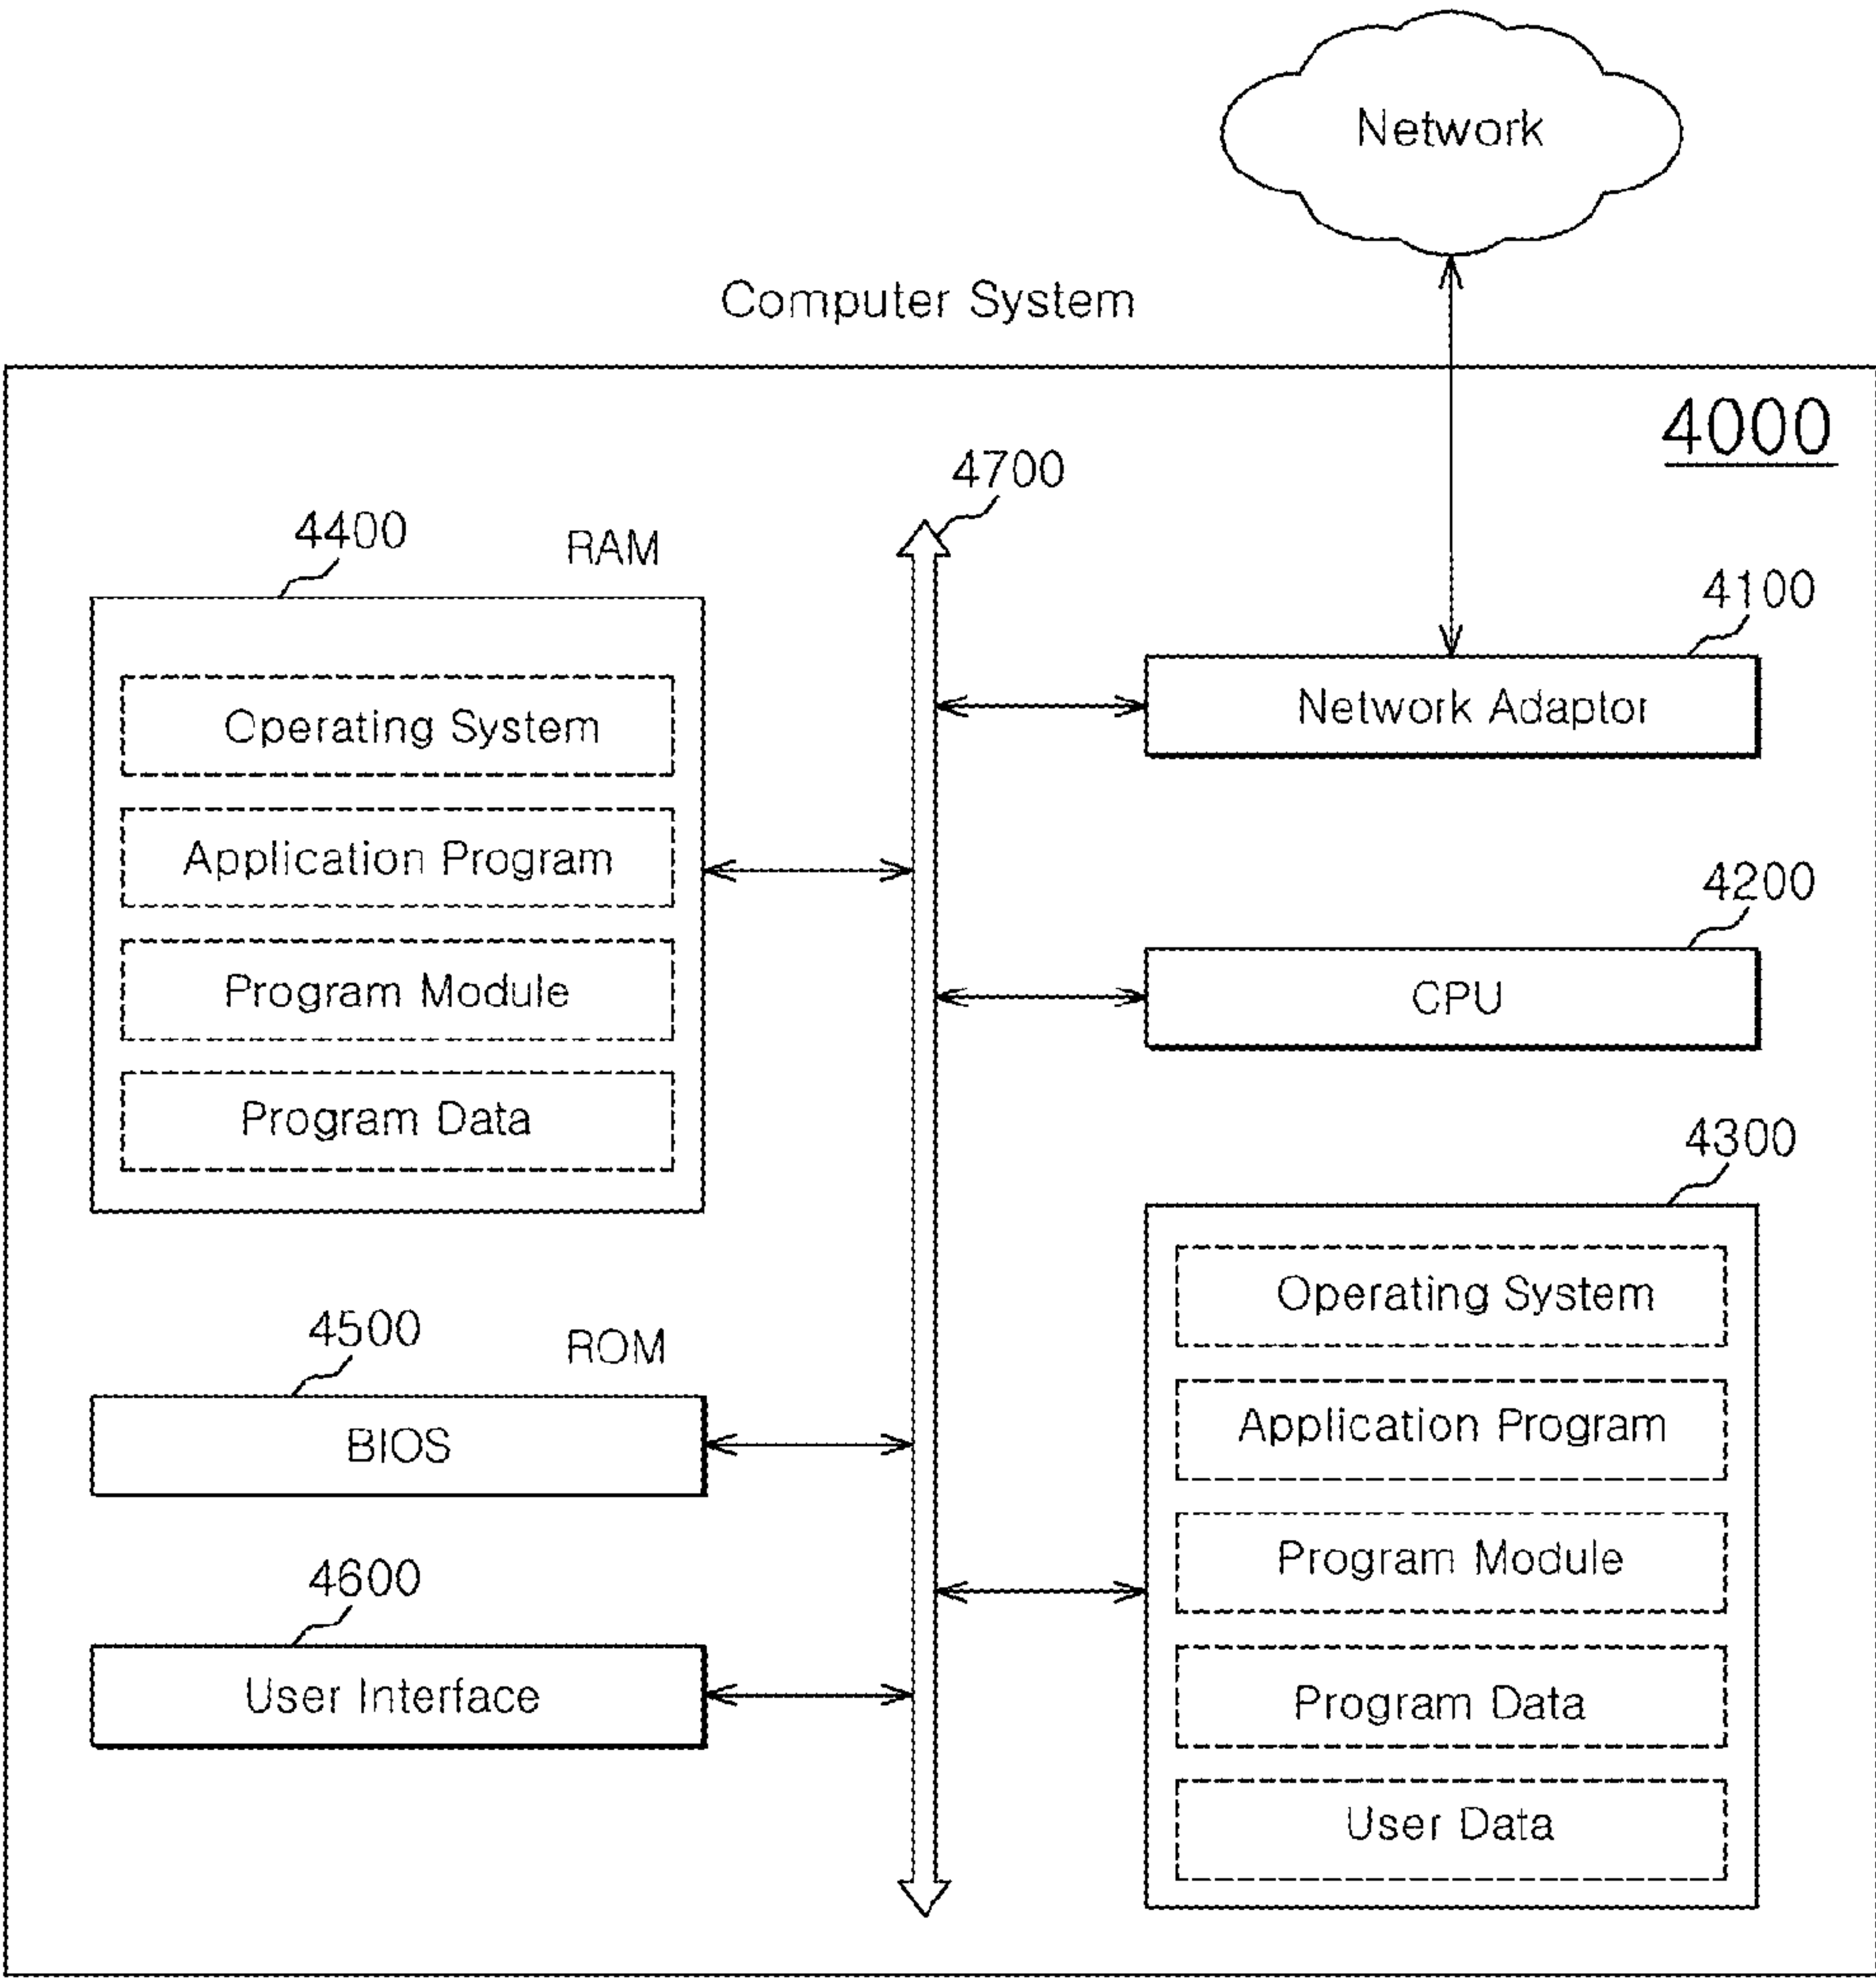 Network
Computer System
4000
4700
4400
RAM
Operating System
Application Program
Program Module
Program Data
4100
Network Adaptor
4200
CPU
4300
Operating System
Application Program
Program Module
Program Data
User Data
4500
ROM
BIOS
4600
User Interface